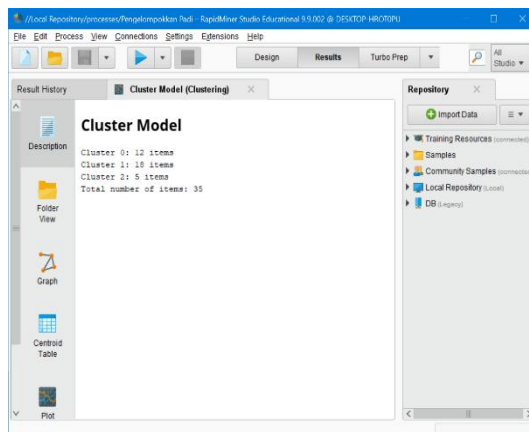 //Local Repository/processes/Pengelompokkan Padi - RapidMiner Studio Educational 9.9.002 @ DESKTOP-HROT0PU
File Edit Process View Connections Settings Extensions Help
Design Results Turbo Prep
All Studio
Result History
Cluster Model (Clustering)
Repository
Import Data
Description
Cluster Model
Cluster 0: 12 items
Cluster 1: 18 items
Cluster 2: 5 items
Total number of items: 35
Folder View
Graph
Centroid Table
Plot
Training Resources (connected)
Samples
Community Samples (connected)
Local Repository (Local)
DB (Legacy)